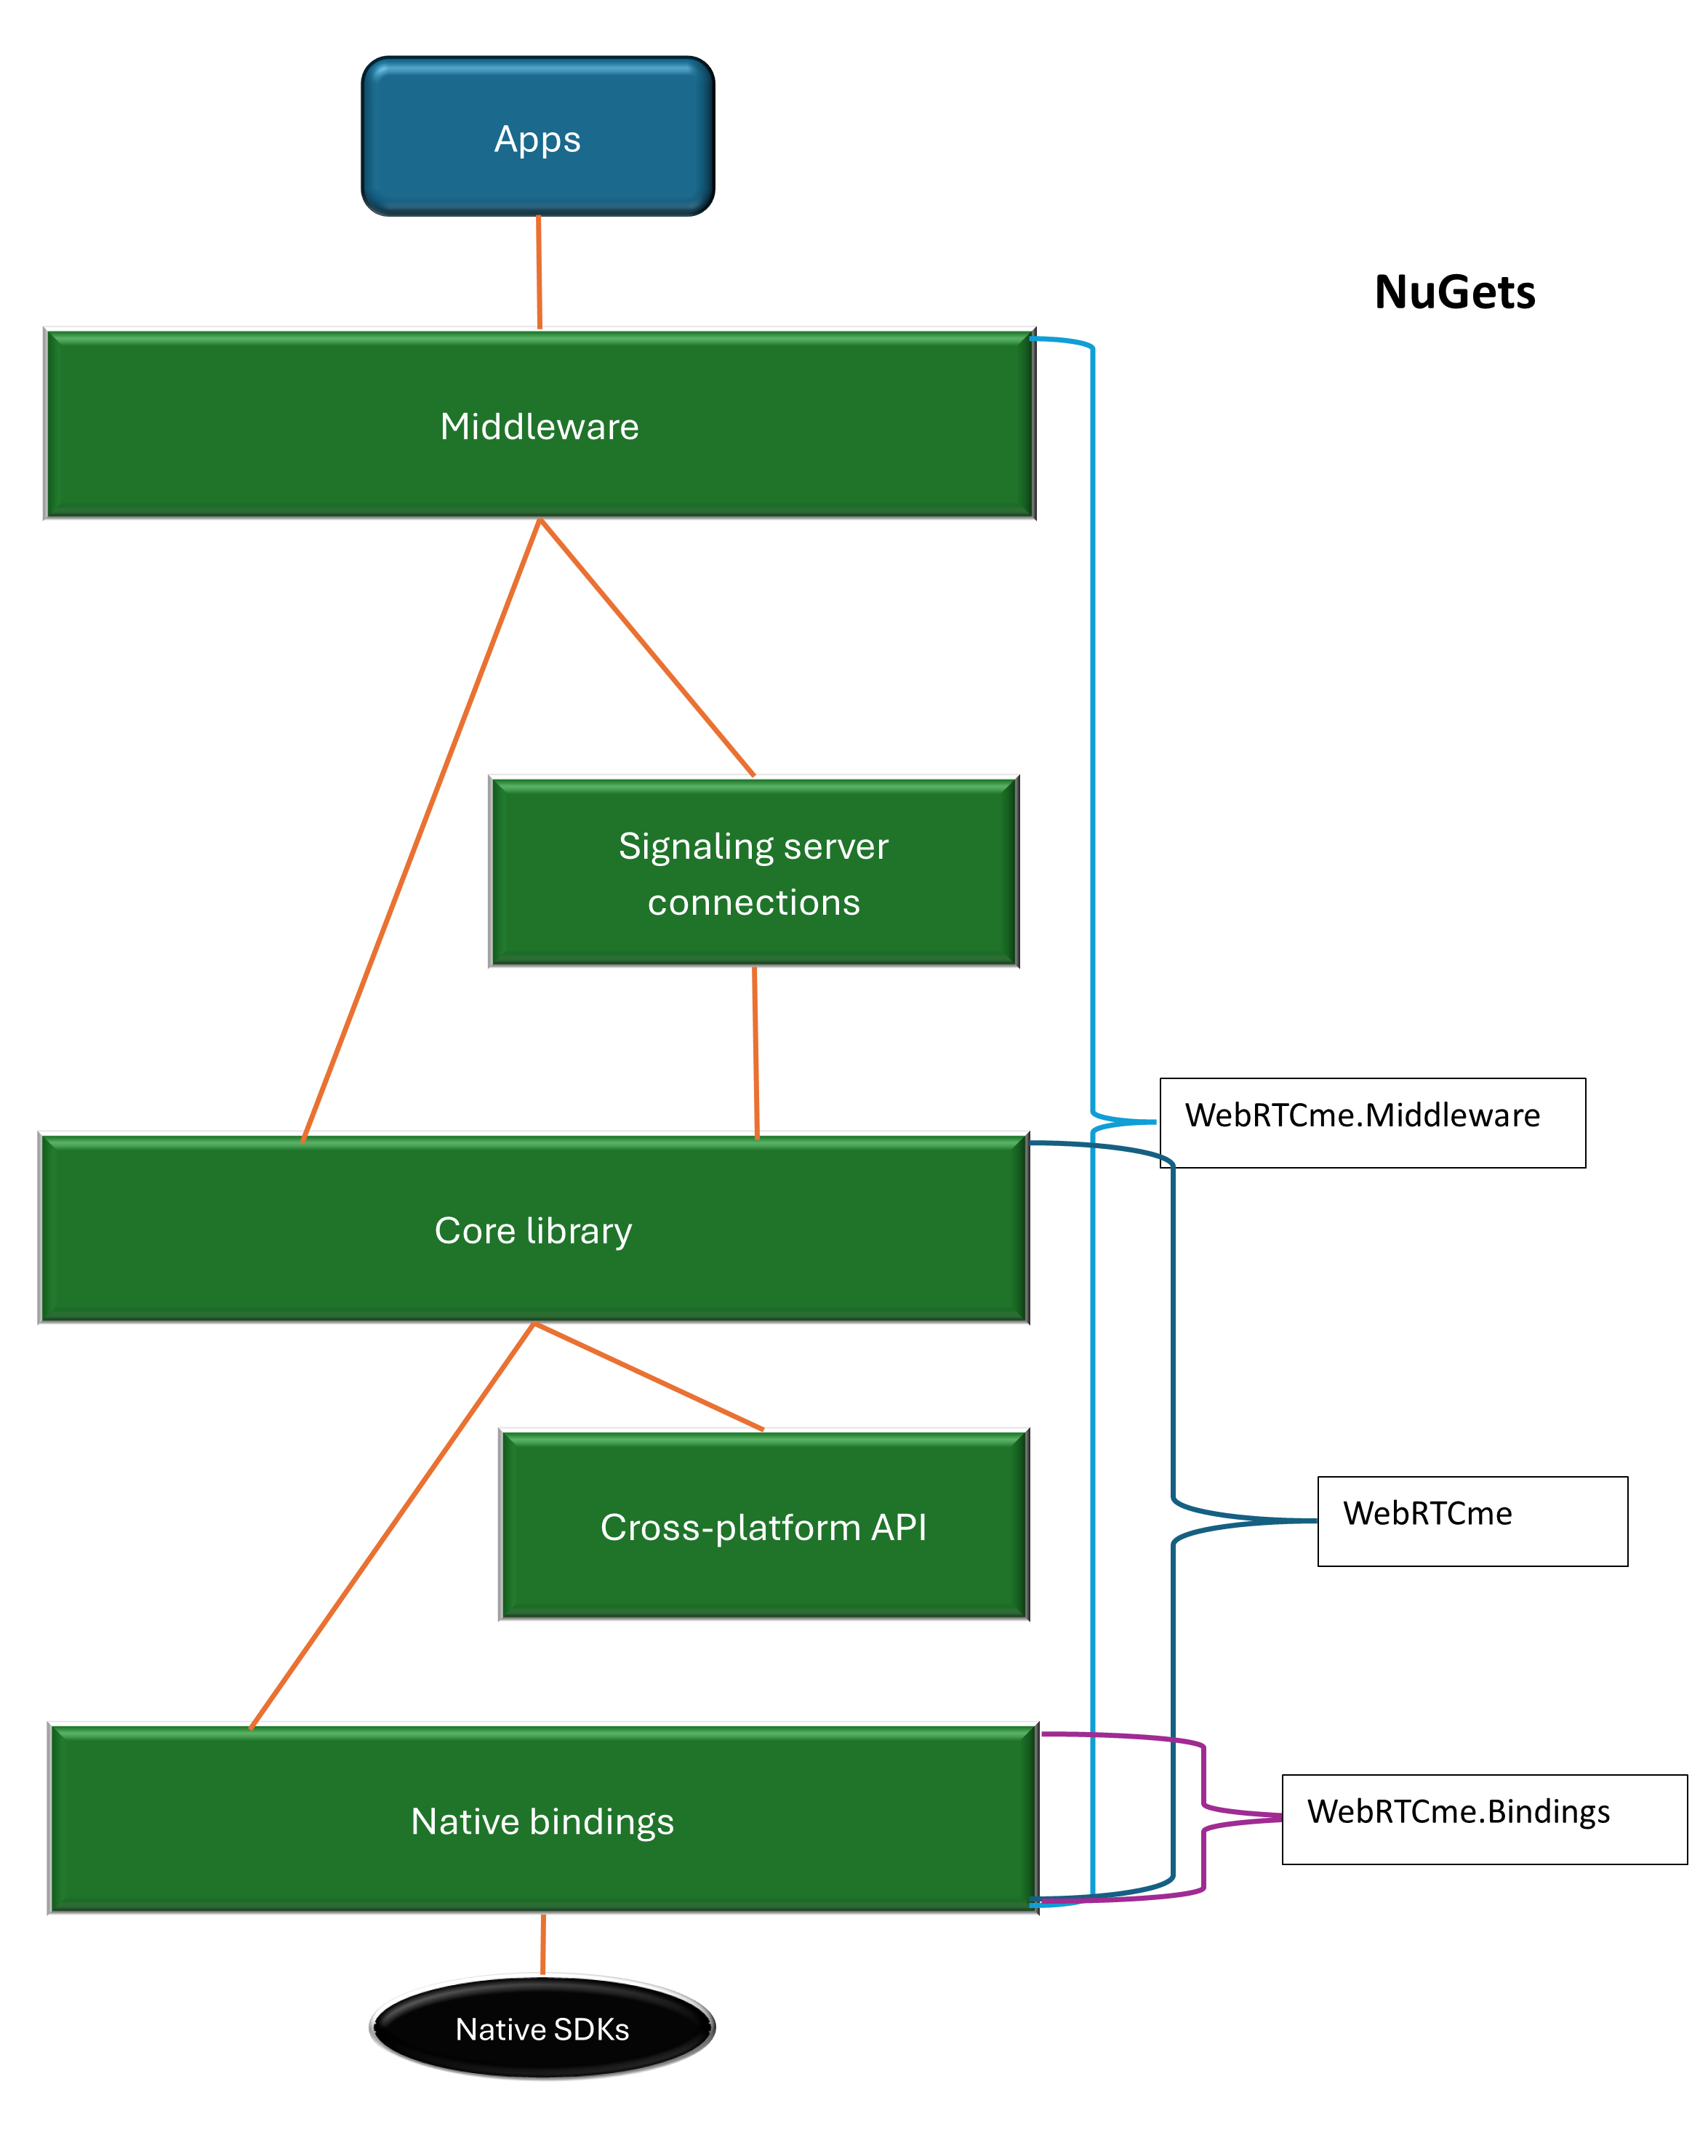 Apps
NuGets
Middleware
Signaling server
connections
WebRTCme.Middleware
Core library
WebRTCme
Cross-platform API
WebRTCme.Bindings
Native bindings
Native SDKs